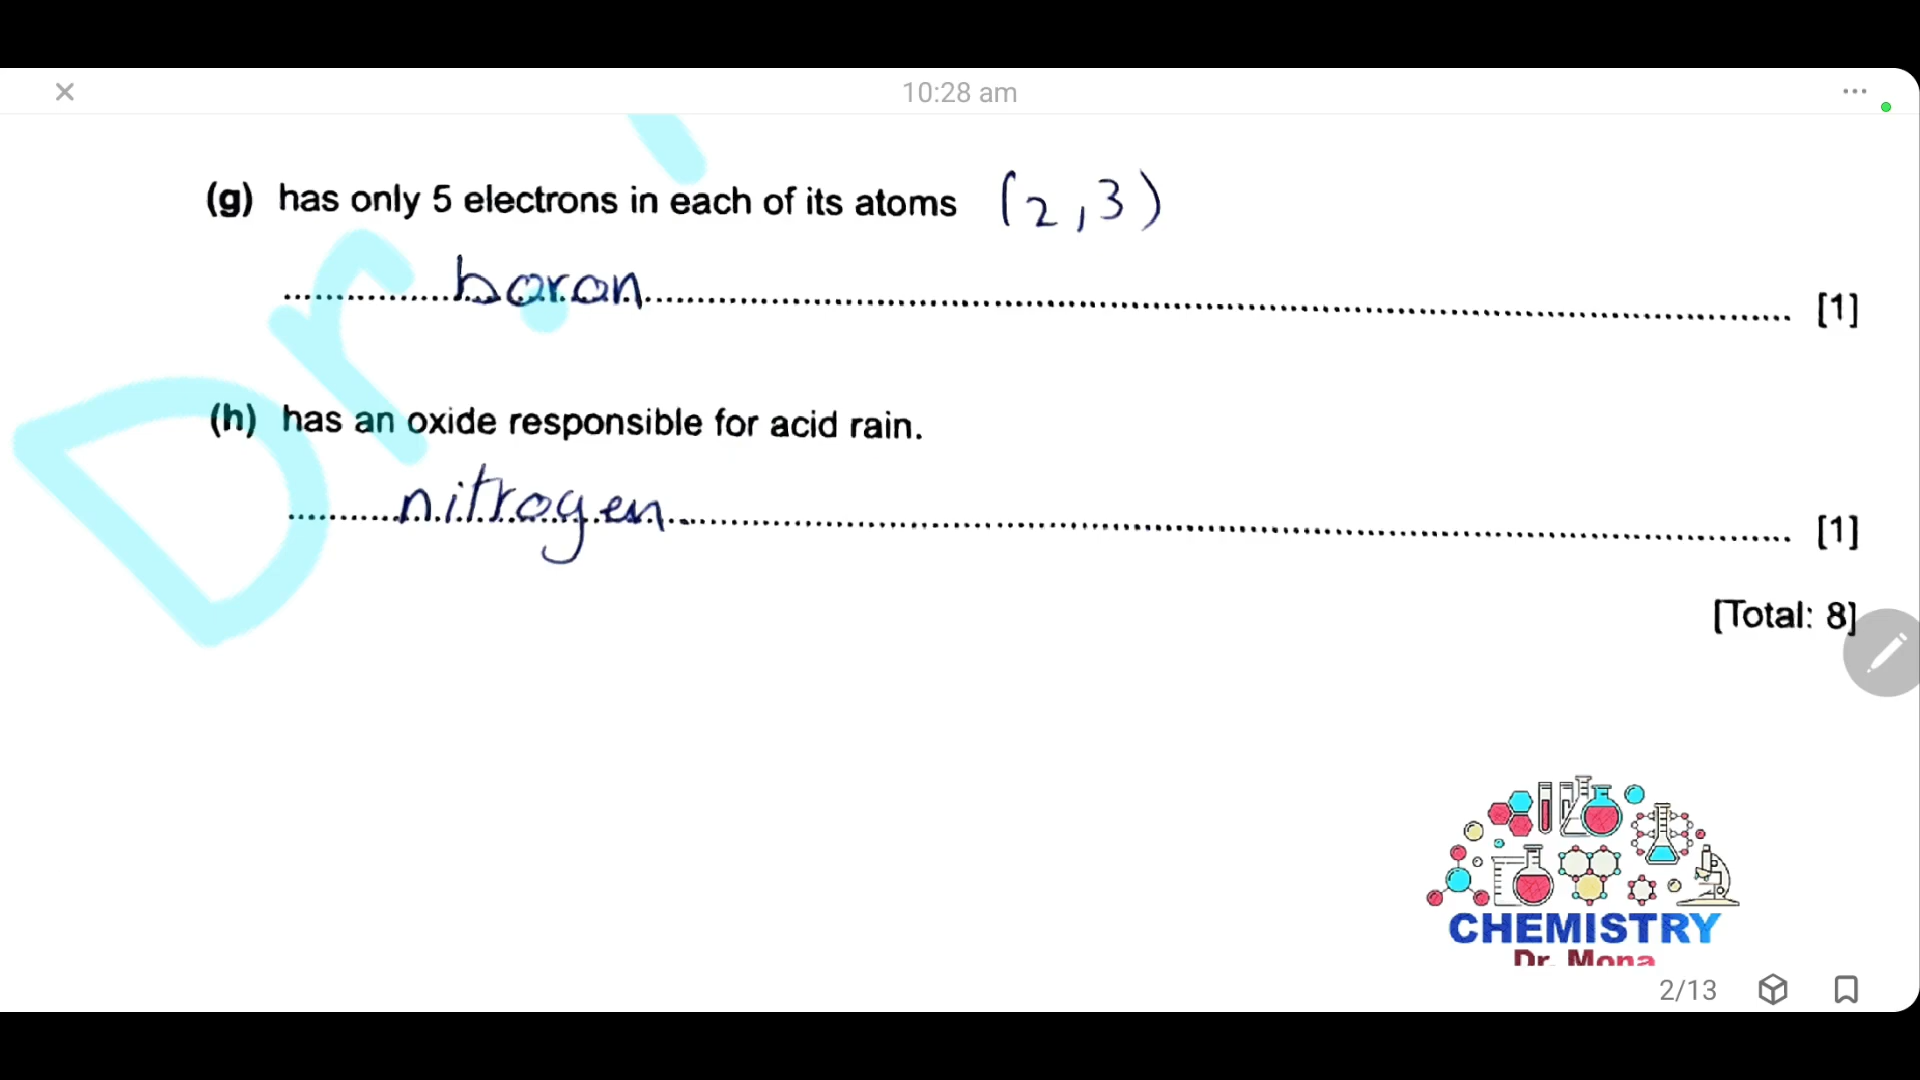 10:28 am
(g) has only 5 electrons in each of its atoms (2,3)
boron [1]
(h) has an oxide responsible for acid rain.
nitrogen [1]
[Total: 8]
Dr.
CHEMISTRY
Dr. Mona
2/13